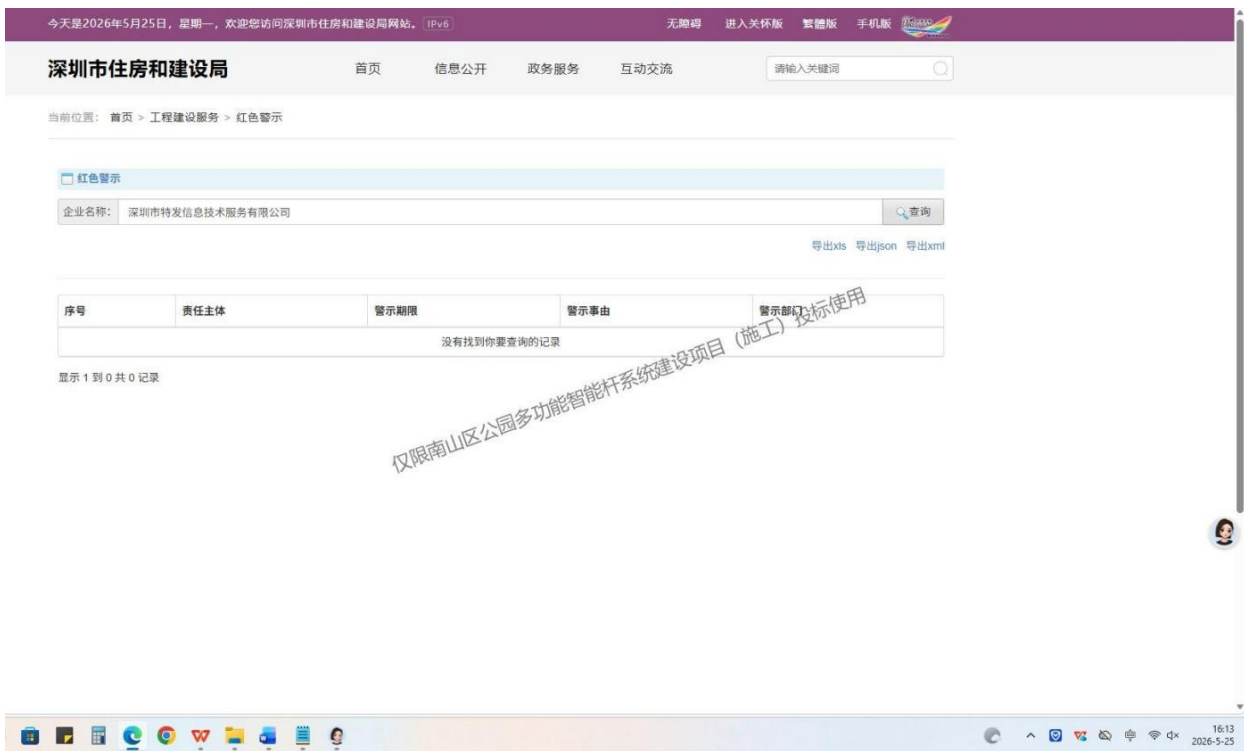 今天是2026年5月25日，星期一，欢迎您访问深圳市住房和建设局网站。 IPv6 无障碍 进入关怀版 繁體版 手机版
深圳市住房和建设局 首页 信息公开 政务服务 互动交流 请输入关键词
当前位置： 首页 > 工程建设服务 > 红色警示
红色警示
企业名称： 深圳市特发信息技术服务有限公司 查询
导出xls 导出json 导出xml
序号 责任主体 警示期限 警示事由 警示部门
没有找到你要查询的记录
显示 1 到 0 共 0 记录
仅限南山区公园多功能智能杆系统建设项目（施工）投标使用
16:13
2026-5-25